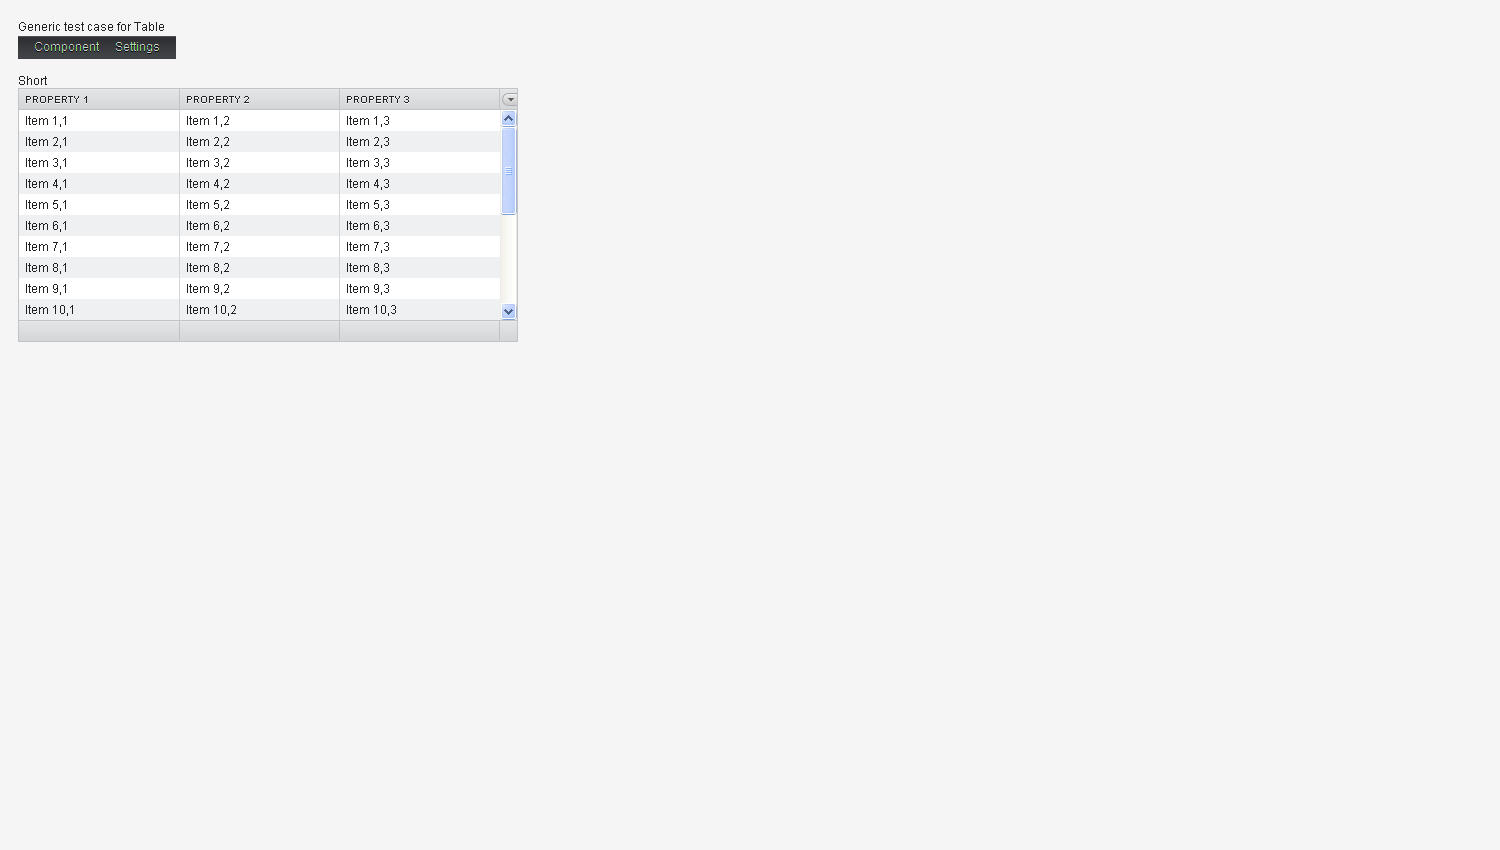 Generic test case for Table
Component Settings
Short
PROPERTY 1 PROPERTY 2 PROPERTY 3
Item 1,1 Item 1,2 Item 1,3
Item 2,1 Item 2,2 Item 2,3
Item 3,1 Item 3,2 Item 3,3
Item 4,1 Item 4,2 Item 4,3
Item 5,1 Item 5,2 Item 5,3
Item 6,1 Item 6,2 Item 6,3
Item 7,1 Item 7,2 Item 7,3
Item 8,1 Item 8,2 Item 8,3
Item 9,1 Item 9,2 Item 9,3
Item 10,1 Item 10,2 Item 10,3